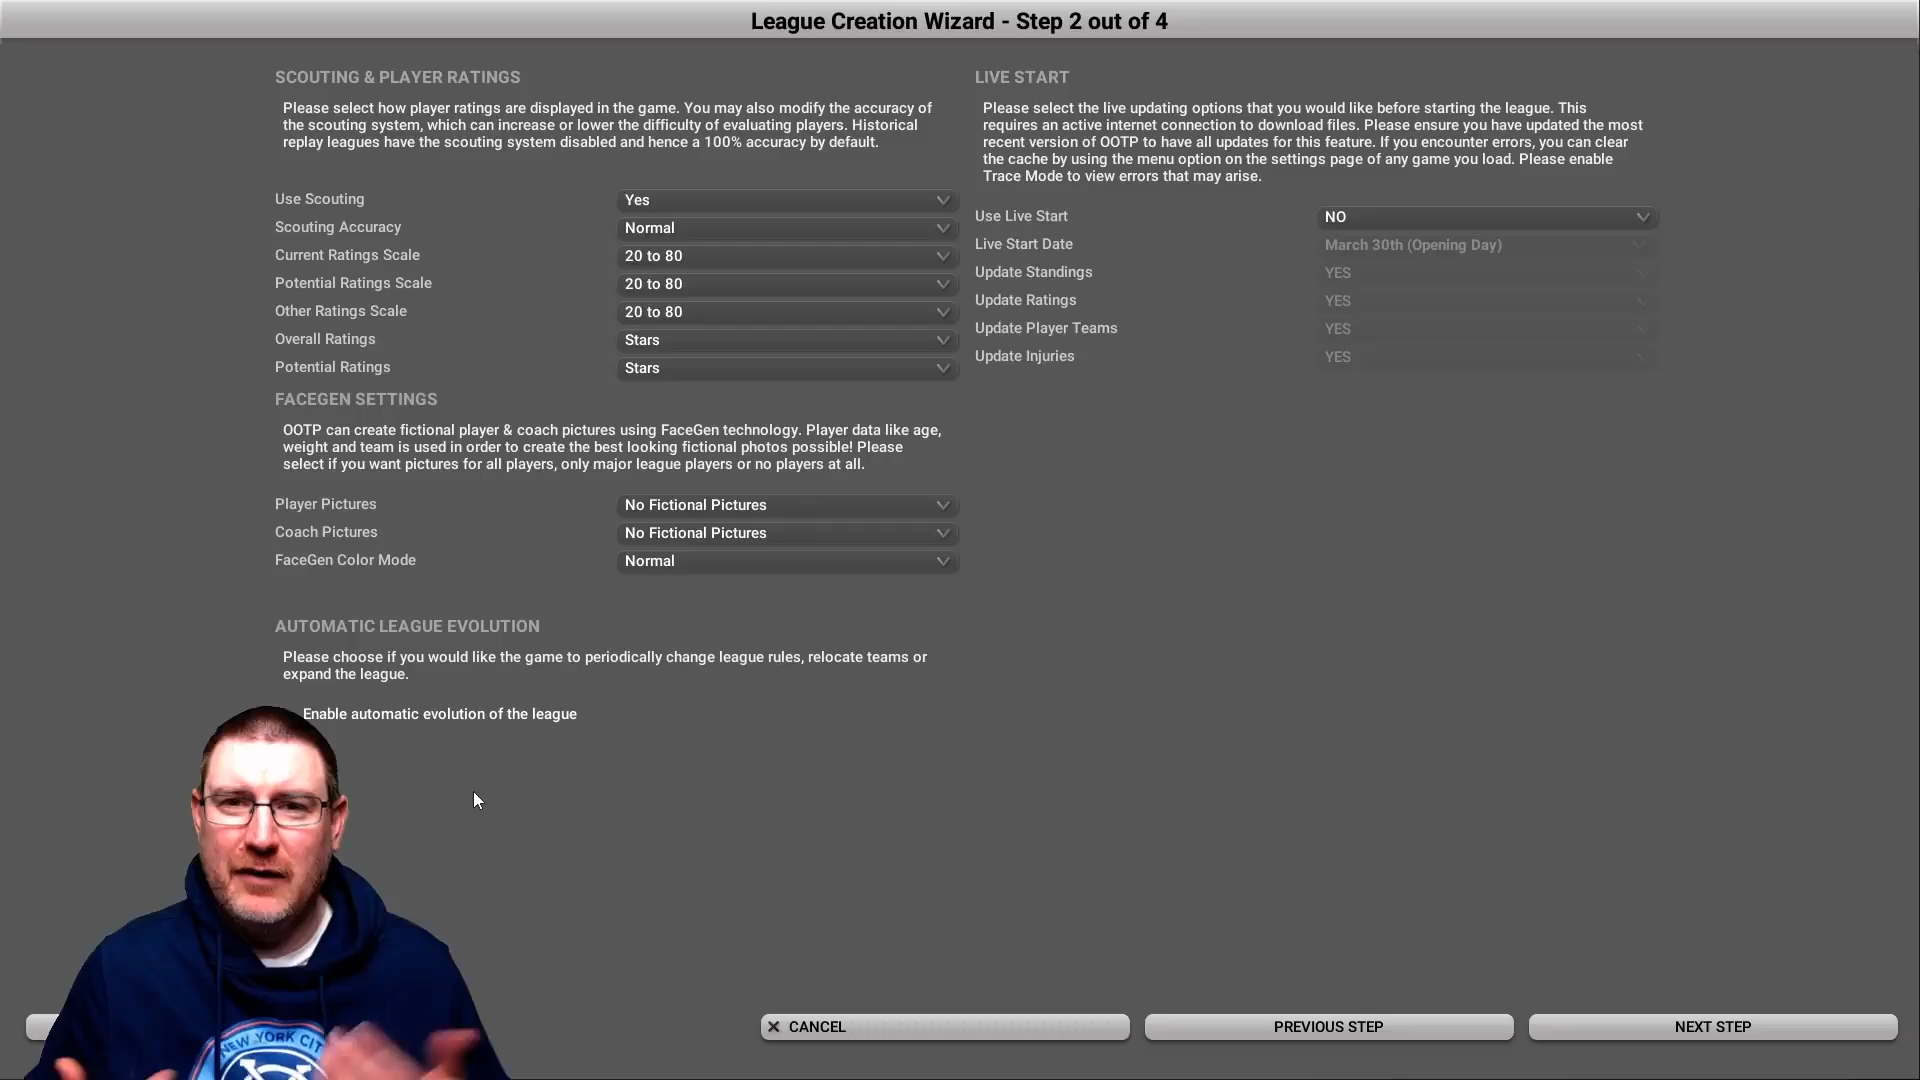 League Creation Wizard - Step 2 out of 4
SCOUTING & PLAYER RATINGS
Please select how player ratings are displayed in the game. You may also modify the accuracy of
the scouting system, which can increase or lower the difficulty of evaluating players. Historical
replay leagues have the scouting system disabled and hence a 100% accuracy by default.
Use Scouting Yes
Scouting Accuracy Normal
Current Ratings Scale 20 to 80
Potential Ratings Scale 20 to 80
Other Ratings Scale 20 to 80
Overall Ratings Stars
Potential Ratings Stars
FACEGEN SETTINGS
OOTP can create fictional player & coach pictures using FaceGen technology. Player data like age,
weight and team is used in order to create the best looking fictional photos possible! Please
select if you want pictures for all players, only major league players or no players at all.
Player Pictures No Fictional Pictures
Coach Pictures No Fictional Pictures
FaceGen Color Mode Normal
AUTOMATIC LEAGUE EVOLUTION
Please choose if you would like the game to periodically change league rules, relocate teams or
expand the league.
Enable automatic evolution of the league
LIVE START
Please select the live updating options that you would like before starting the league. This
requires an active internet connection to download files. Please ensure you have updated the most
recent version of OOTP to have all updates for this feature. If you encounter errors, you can clear
the cache by using the menu option on the settings page of any game you load. Please enable
Trace Mode to view errors that may arise.
Use Live Start NO
Live Start Date March 30th (Opening Day)
Update Standings YES
Update Ratings YES
Update Player Teams YES
Update Injuries YES
NEW YORK CIT
CANCEL
PREVIOUS STEP
NEXT STEP